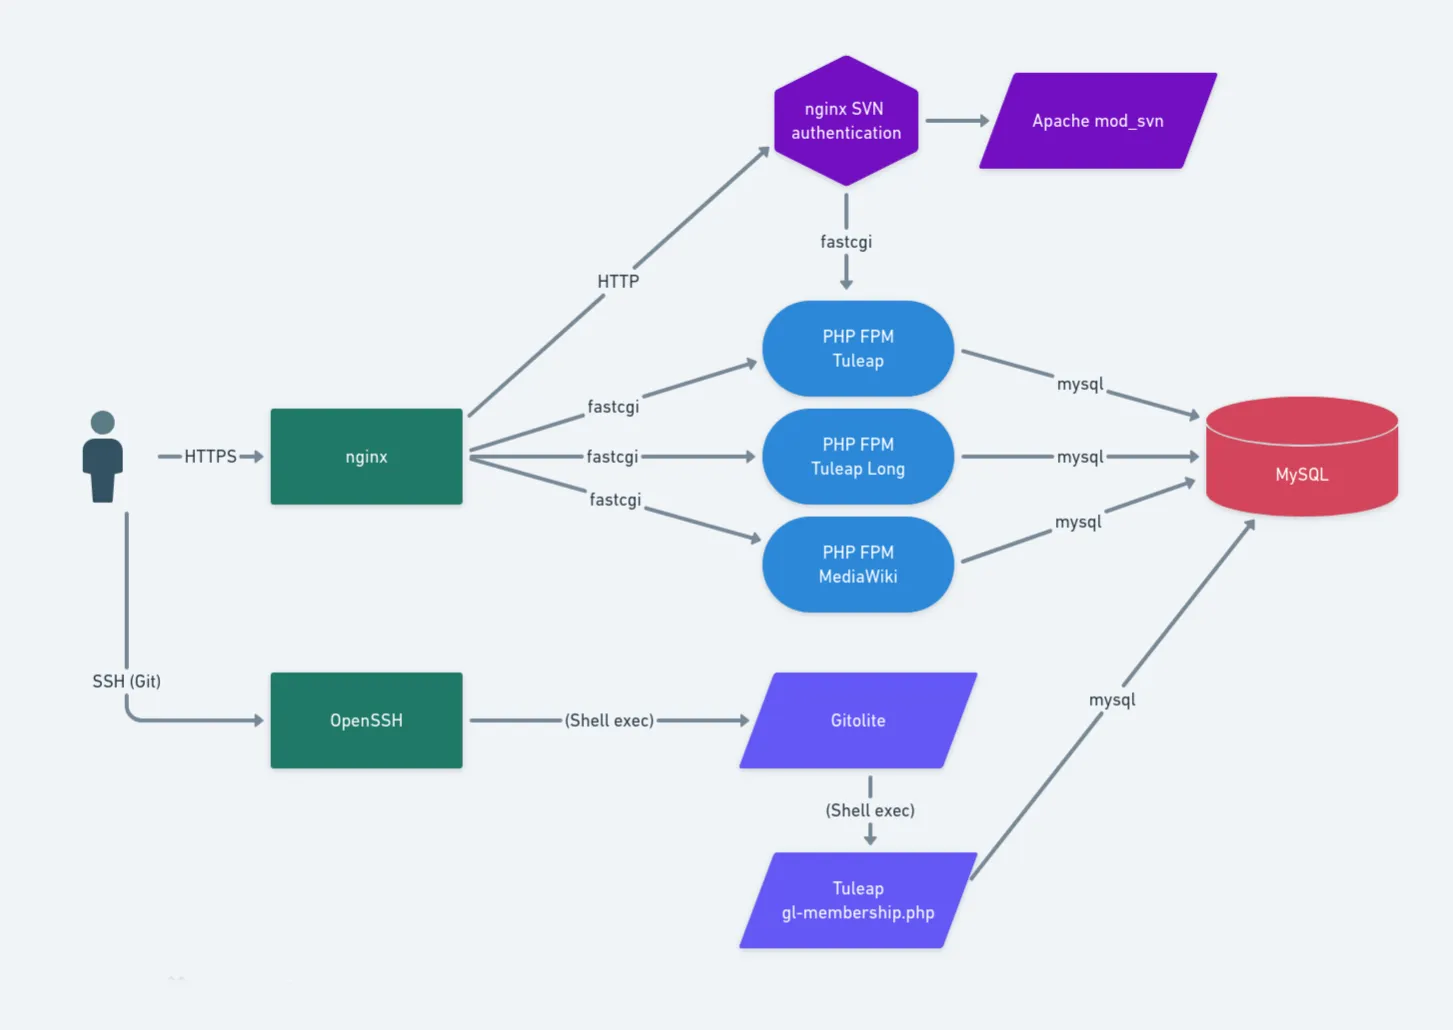 nginx SVN
authentication
Apache mod_svn
fastcgi
HTTP
PHP FPM
Tuleap
mysql
fastcgi
HTTPS
nginx
fastcgi
PHP FPM
Tuleap Long
mysql
MySQL
fastcgi
mysql
PHP FPM
MediaWiki
SSH (Git)
OpenSSH
(Shell exec)
Gitolite
mysql
(Shell exec)
Tuleap
gl-membership.php